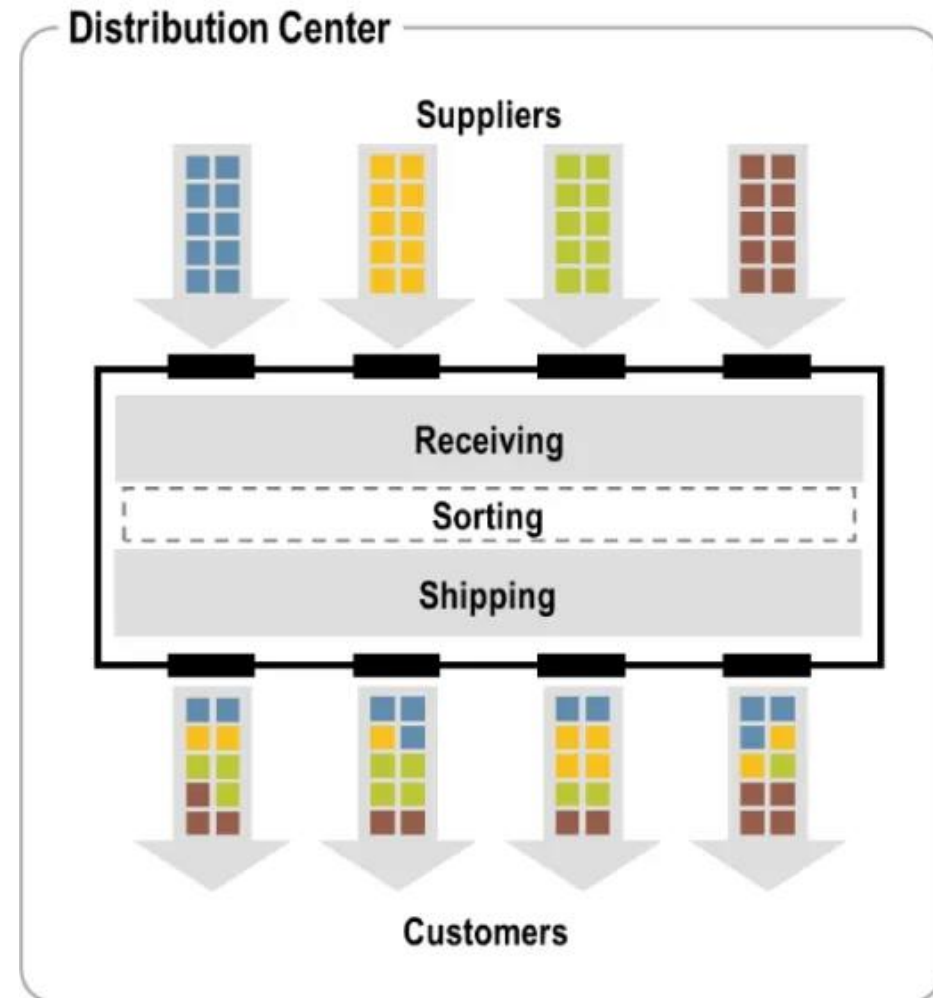 Distribution Center
Suppliers
Receiving
Sorting
Shipping
Customers